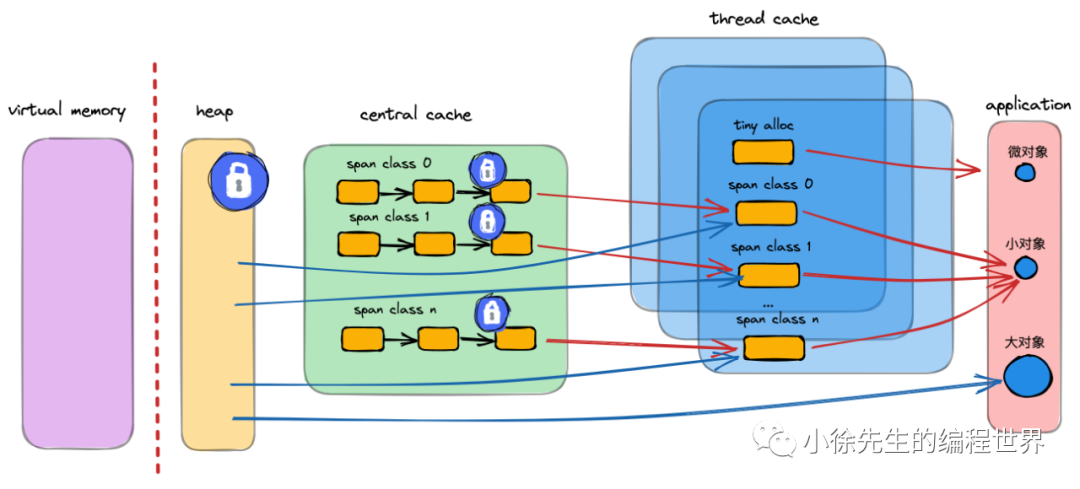 thread cache
virtual memory
heap
central cache
application
tiny alloc
微对象
span class 0
span class 0
span class 1
span class 1
小对象
...
span class n
span class n
大对象
小徐先生的编程世界